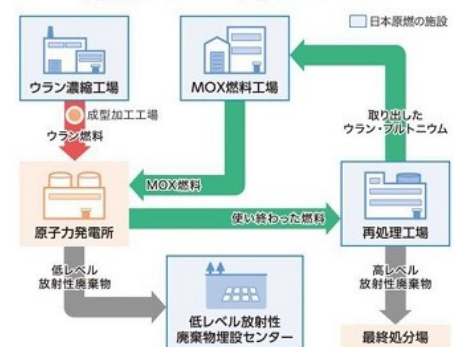 日本原燃の施設
ウラン濃縮工場
MOX燃料工場
成型加工工場
ウラン燃料
取り出した
ウラン・プルトニウム
MOX燃料
原子力発電所
使い終わった燃料
再処理工場
低レベル
放射性廃棄物
高レベル
放射性廃棄物
低レベル放射性
廃棄物埋設センター
最終処分場